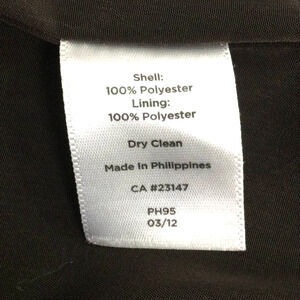 Shell:
100% Polyester
Lining:
100% Polyester
Dry Clean
Made In Philippines
CA #23147
PH95
03/12